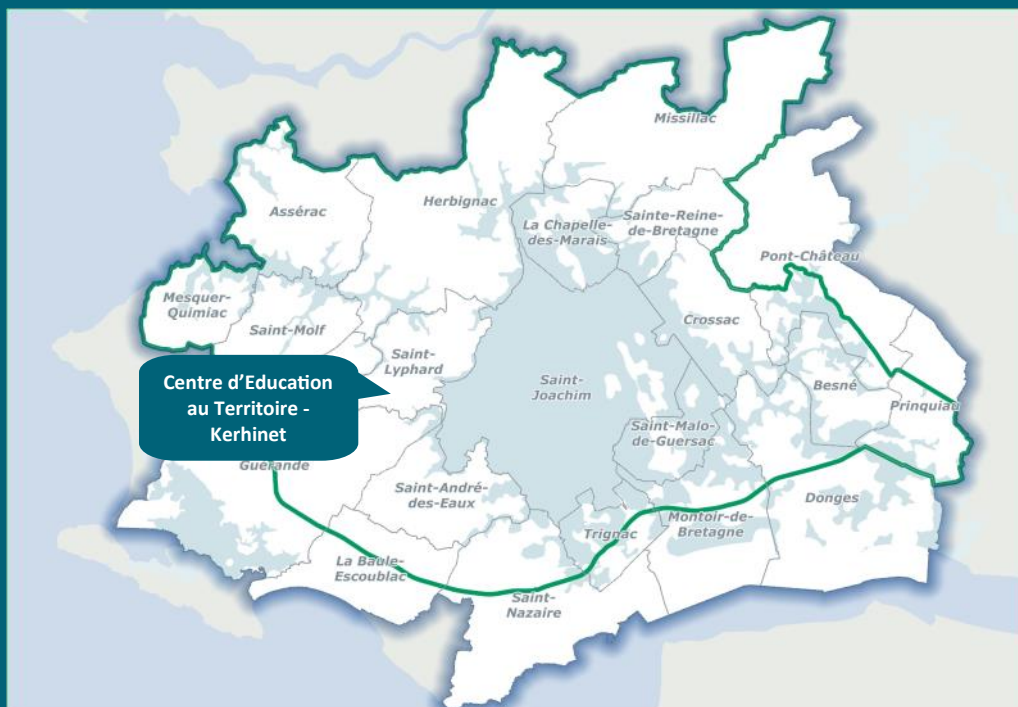 Missillac
Herbignac
Assérac
La Chapelle-
des-Marais
Sainte-Reine-
de-Bretagne
Pont-Château
Mesquer-
Quimiac
Saint-Molf
Crossac
Saint-
Lyphard
Centre d'Education
au Territoire -
Kerhinet
Saint-
Joachim
Besné
Prinquiau
Saint-Malo-
de-Guersac
Guérande
Saint-André-
des-Eaux
Donges
Trignac
Montoir-de-
Bretagne
La Baule-
Escoublac
Saint-
Nazaire